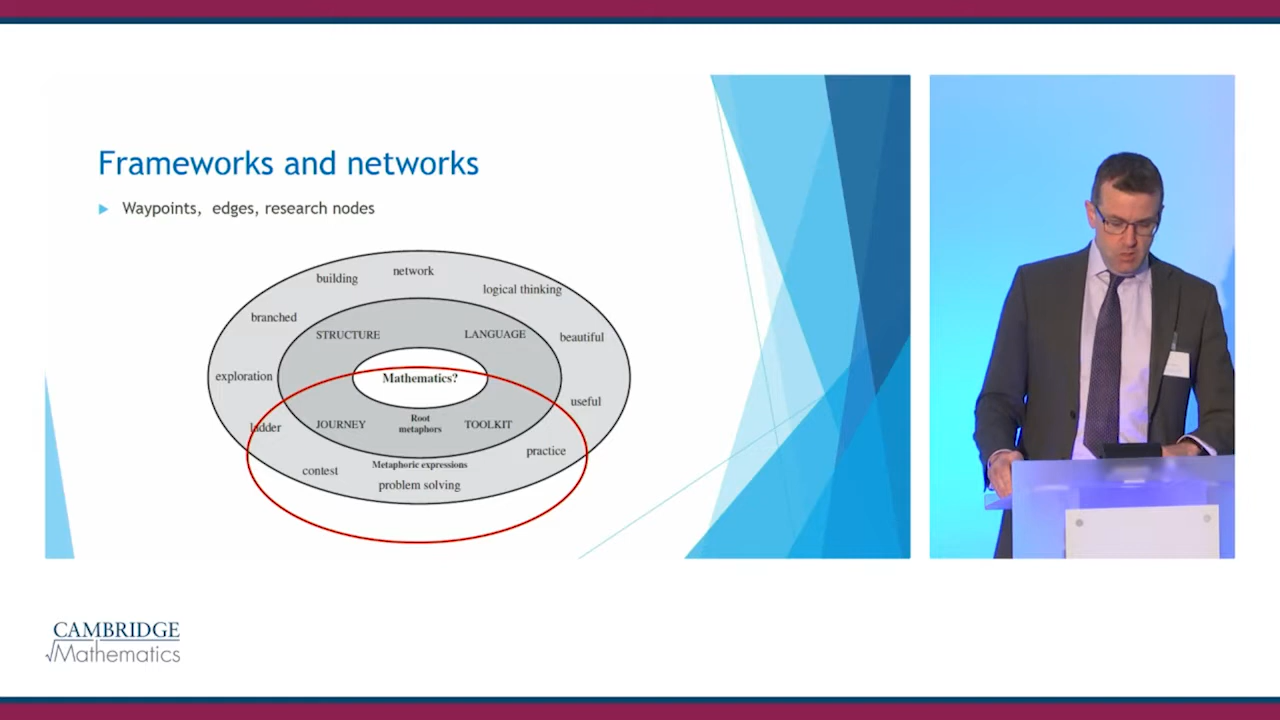 Frameworks and networks
Waypoints, edges, research nodes
network
building
logical thinking
branched
STRUCTURE
LANGUAGE
beautiful
exploration
Mathematics?
useful
ladder
JOURNEY
Root
metaphors
TOOLKIT
practice
Metaphoric expressions
contest
problem solving
CAMBRIDGE
Mathematics